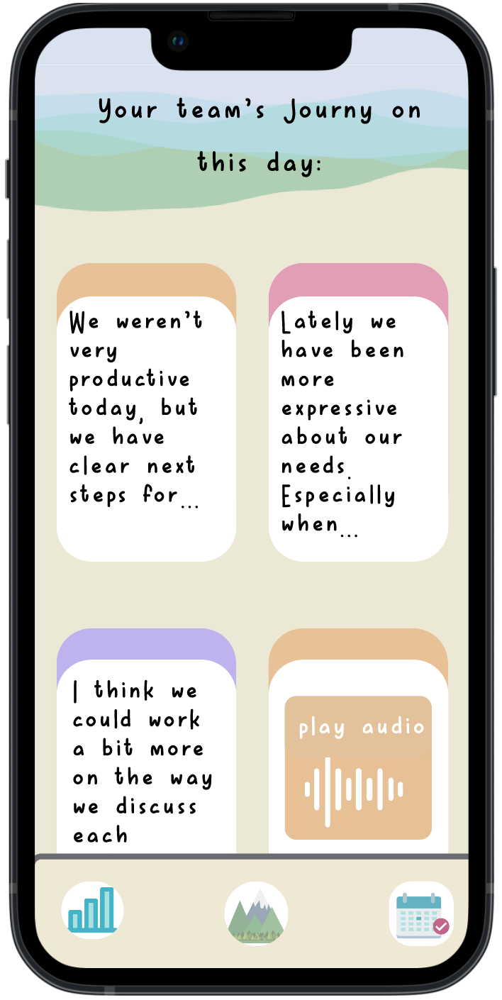 Your team's Journy on
this day:
We weren't
very
productive
today, but
we have
clear next
steps for...
Lately we
have been
more
expressive
about our
needs.
Especially
when...
I think we
could work
a bit more
on the way
we discuss
each
play audio